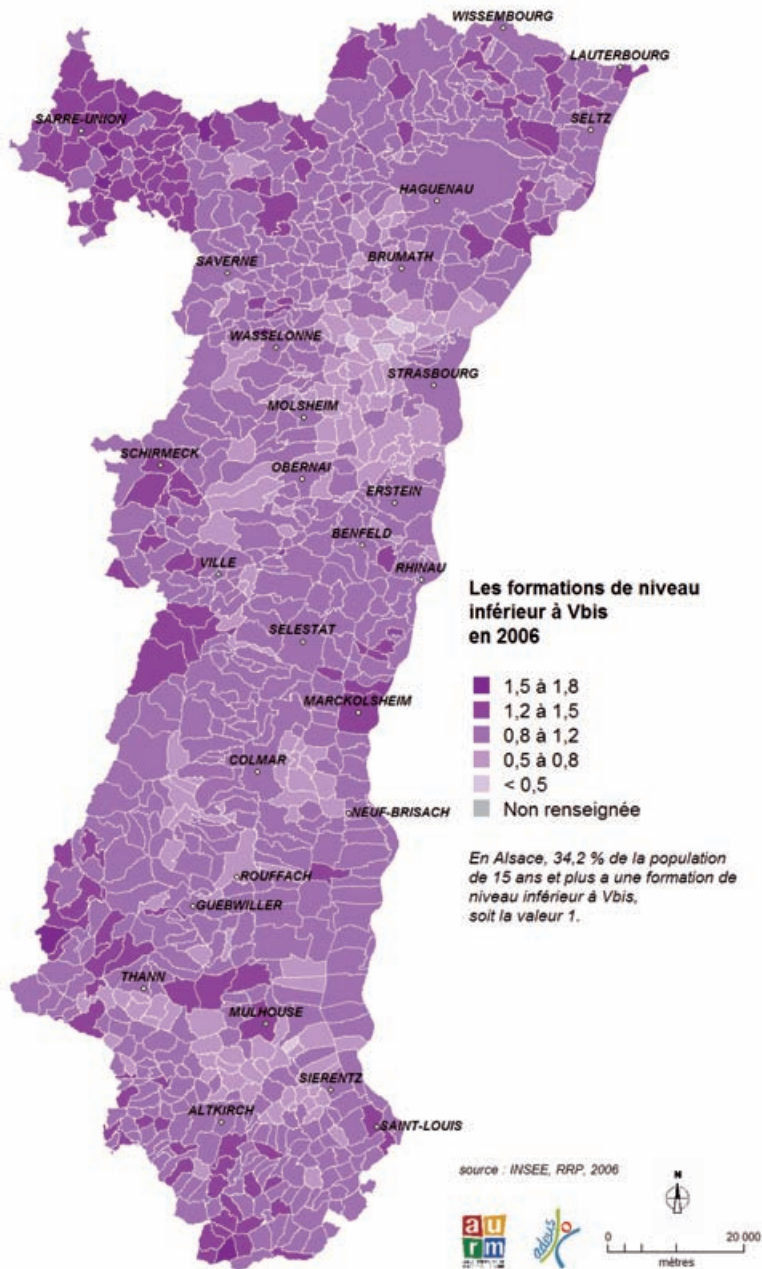 WISSEMBOURG
LAUTERBOURG
SARRE-UNION
SELTZ
HAGUENAU
SAVERNE
BRUMATH
WASSELONNE
STRASBOURG
MOLSHEIM
SCHIRMECK
OBERNAI
ERSTEIN
BENFELD
VILLE
RHINAU
Les formations de niveau
inférieur à Vbis
en 2006
SELESTAT
1,5 à 1,8
1,2 à 1,5
MARCKOLSHEIM
0,8 à 1,2
0,5 à 0,8
< 0,5
Non renseignée
COLMAR
NEUF-BRISACH
En Alsace, 34,2 % de la population
de 15 ans et plus a une formation de
niveau inférieur à Vbis,
soit la valeur 1.
ROUFFACH
GUEBWILLER
THANN
MULHOUSE
SIERENTZ
ALTKIRCH
SAINT-LOUIS
source : INSEE, RRP, 2006
N
au
rm
adeus
0
20 000
mètres